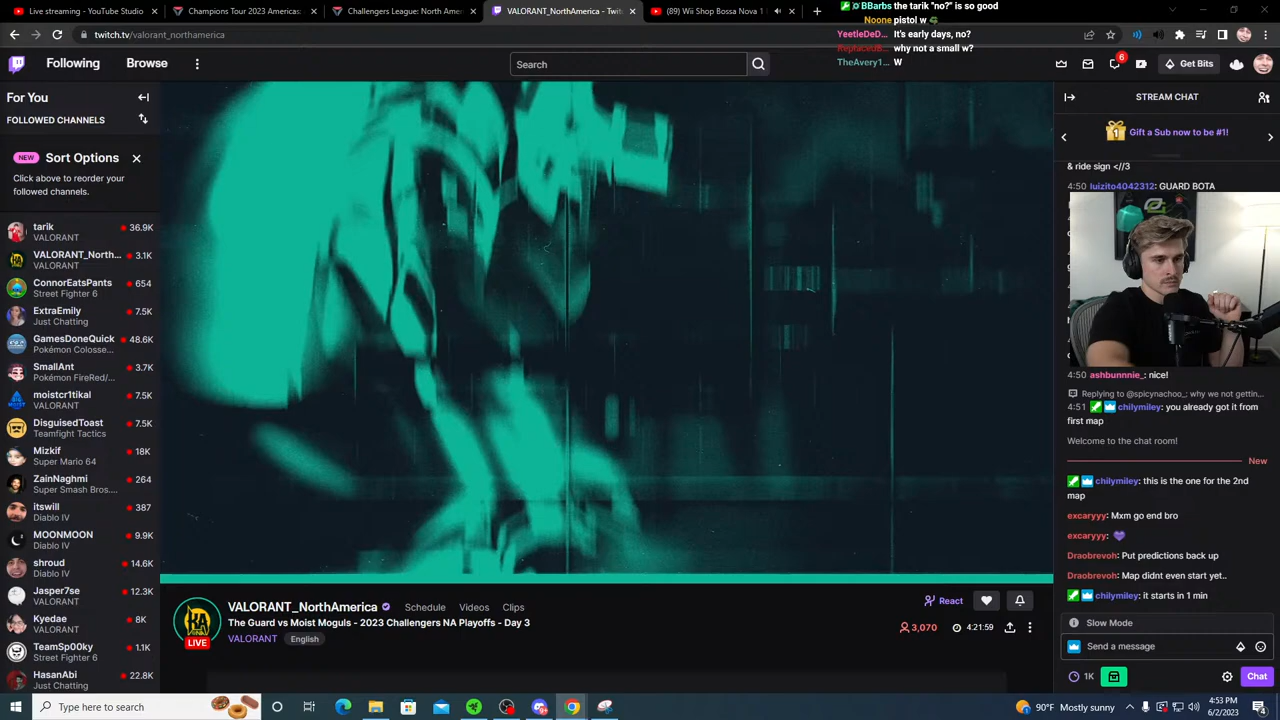 Live streaming - YouTube Studio
Champions Tour 2023 Americas:
Challengers League: North Americ
VALORANT_NorthAmerica - Twitc
(89) Wii Shop Bossa Nova 1
BBarbs the tarik "no?" is so good
Noone pistol w
YeetleDeD... It's early days, no?
why not a small w?
TheAvery1... W
twitch.tv/valorant_northamerica
Following
Browse
Search
6
Get Bits
For You
FOLLOWED CHANNELS
NEW Sort Options
Click above to reorder your
followed channels.
tarik 36.9K
VALORANT
VALORANT_North... 3.1K
VALORANT
ConnorEatsPants 654
Street Fighter 6
ExtraEmily 7.5K
Just Chatting
GamesDoneQuick 48.6K
Pokémon Colosse...
SmallAnt 3.7K
Pokémon FireRed/...
moistcr1tikal 7.5K
VALORANT
DisguisedToast 7.5K
Teamfight Tactics
Mizkif 18K
Super Mario 64
ZainNaghmi 264
Super Smash Bros....
itswill 387
Diablo IV
MOONMOON 9.9K
Diablo IV
shroud 14.6K
Diablo IV
Jasper7se 12.3K
VALORANT
Kyedae 8K
VALORANT
TeamSp00ky 1.1K
Street Fighter 6
HasanAbi 22.8K
Just Chatting
STREAM CHAT
1 Gift a Sub now to be #1!
& ride sign <//3
4:50 luizito4042312: GUARD BOTA
4:50 ashbunnnie_: nice!
Replying to @spicynachoo_: why we not gettin...
4:51 chilymiley: you already got it from
first map
Welcome to the chat room!
New
chilymiley: this is the one for the 2nd
map
excaryyy: Mxm go end bro
excaryyy:
Draobrevoh: Put predictions back up
Draobrevoh: Map didnt even start yet..
chilymiley: it starts in 1 min
Slow Mode
Send a message
1K
Chat
LIVE
VALORANT_NorthAmerica
Schedule
Videos
Clips
The Guard vs Moist Moguls - 2023 Challengers NA Playoffs - Day 3
VALORANT
English
React
3,070
4:21:59
Type here to search
90°F Mostly sunny
4:53 PM
6/2/2023